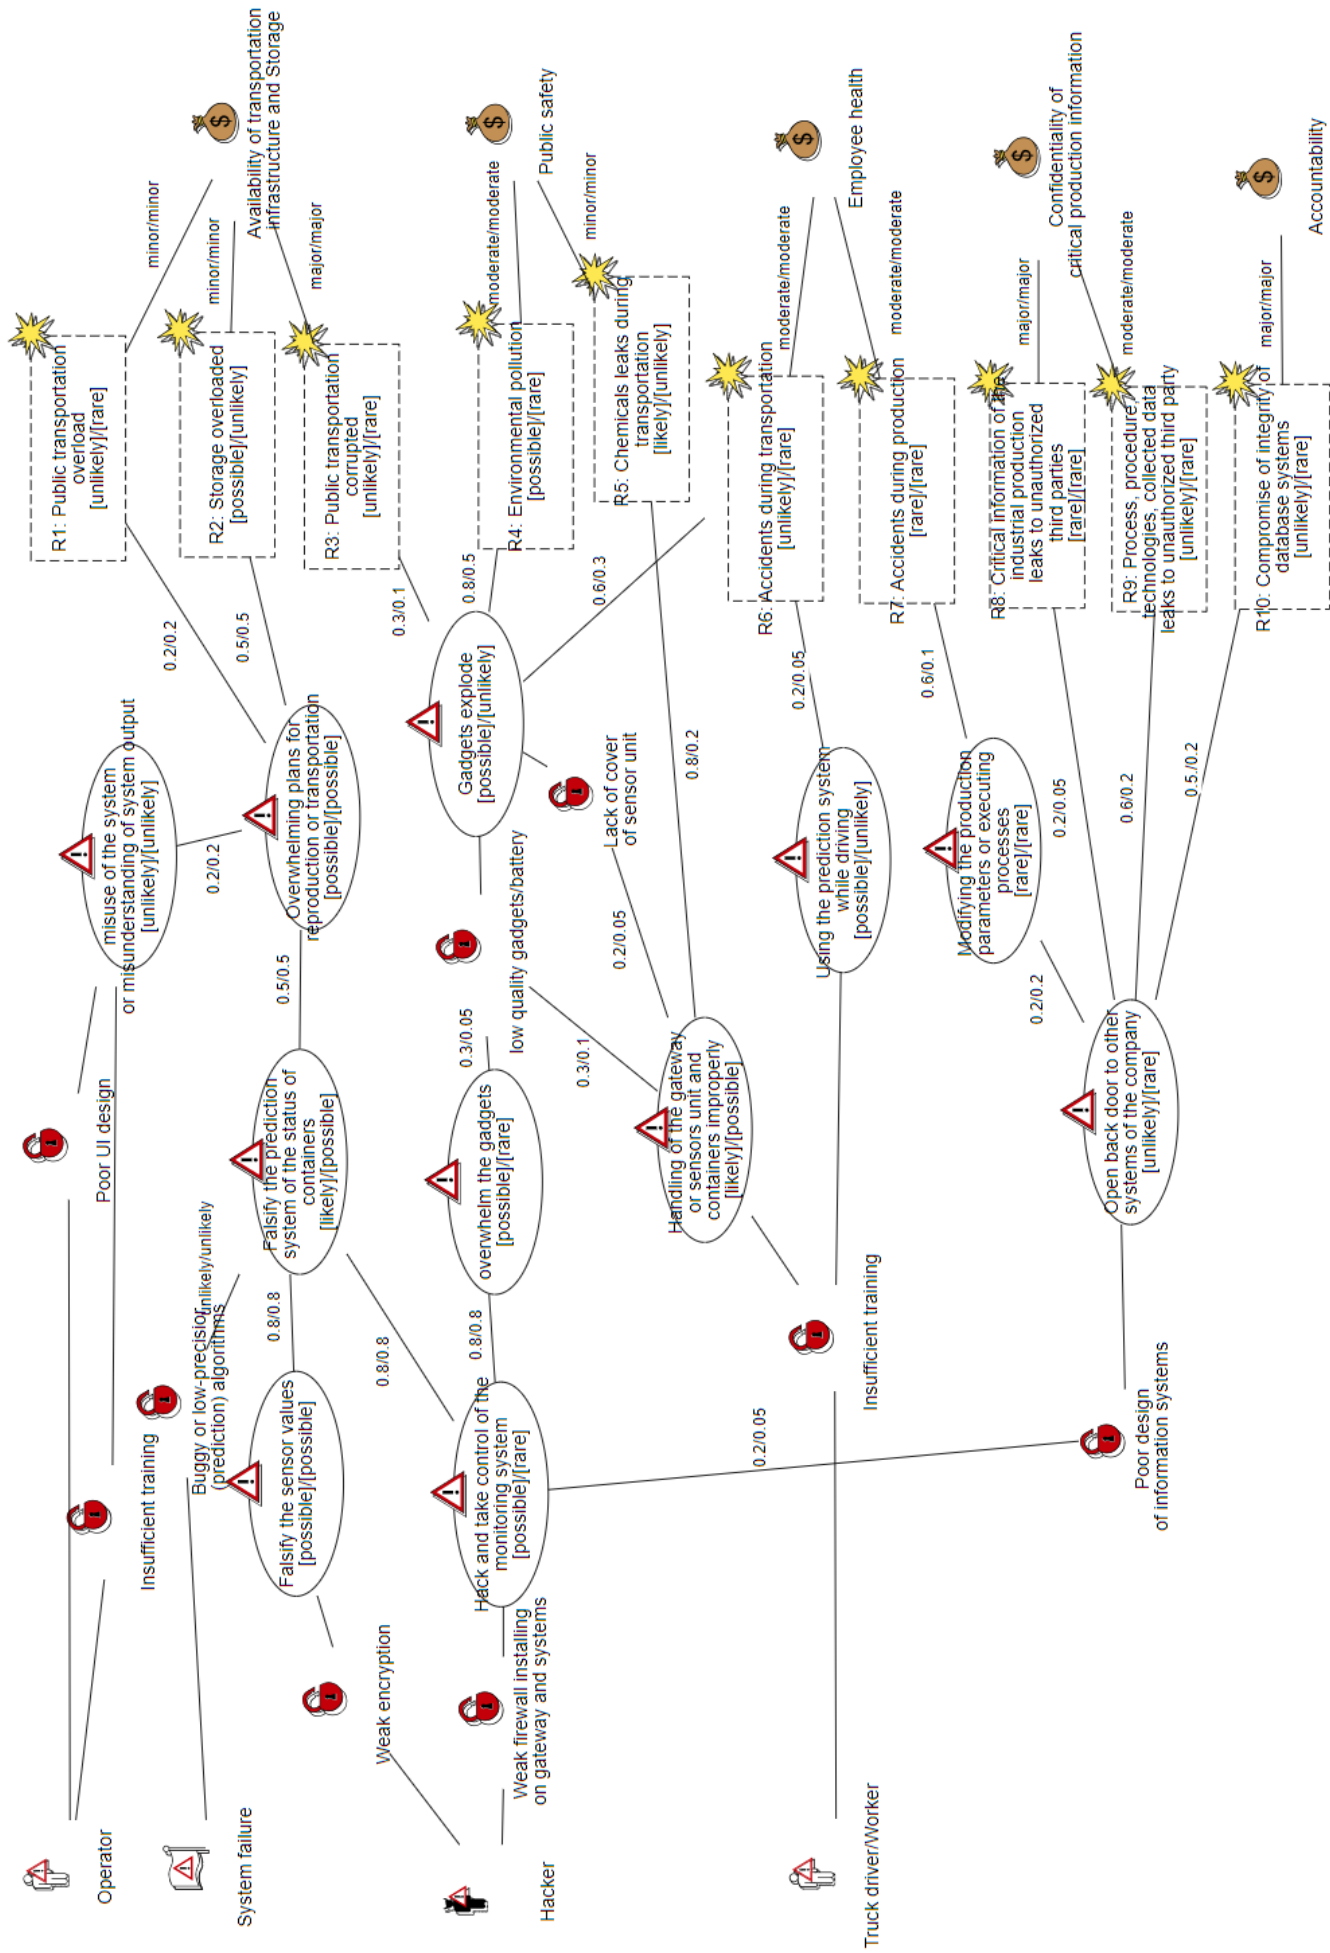 Operator
System failure
Hacker
Truck driver/Worker
Poor UI design
Insufficient training
Buggy or low-precision
(prediction) algorithms
unlikely/unlikely
Weak encryption
Weak firewall installing
on gateway and systems
Falsify the sensor values
[possible]/[possible]
0.8/0.8
0.8/0.8
Hack and take control of the
monitoring system
[possible]/[rare]
0.8/0.8
0.2/0.05
Insufficient training
Poor design
of information systems
misuse of the system
or misunderstanding of system output
[unlikely]/[unlikely]
0.2/0.2
Falsify the prediction
system of the status of
containers
[likely]/[possible]
0.5/0.5
overwhelm the gadgets
[possible]/[rare]
0.3/0.05
low quality gadgets/battery
0.3/0.1
Handling of the gateway
or sensors unit and
containers improperly
[likely]/[possible]
0.2/0.05
Lack of cover
of sensor unit
0.8/0.2
Open back door to other
systems of the company
[unlikely]/[rare]
0.2/0.2
Overwhelming plans for
reproduction or transportation
[possible]/[possible]
0.2/0.2
0.5/0.5
Gadgets explode
[possible]/[unlikely]
0.3/0.1
0.8/0.5
0.6/0.3
Using the prediction system
while driving
[possible]/[unlikely]
0.2/0.05
Modifying the production
parameters or executing
processes
[rare]/[rare]
0.6/0.1
0.2/0.05
0.6/0.2
0.5./0.2
R1: Public transportation
overload
[unlikely]/[rare]
minor/minor
R2: Storage overloaded
[possible]/[unlikely]
minor/minor
R3: Public transportation
corrupted
[unlikely]/[rare]
major/major
R4: Environmental pollution
[possible]/[rare]
moderate/moderate
R5: Chemicals leaks during
transportation
[likely]/[unlikely]
minor/minor
R6: Accidents during transportation
[unlikely]/[rare]
moderate/moderate
R7: Accidents during production
[rare]/[rare]
moderate/moderate
R8: Critical information of the
industrial production
leaks to unauthorized
third parties
[rare]/[rare]
major/major
R9: Process, procedure,
technologies, collected data
leaks to unauthorized third party
[unlikely]/[rare]
moderate/moderate
R10: Compromise of integrity of
database systems
[unlikely]/[rare]
major/major
Availability of transportation
infrastructure and Storage
Public safety
Employee health
Confidentiality of
critical production information
Accountability